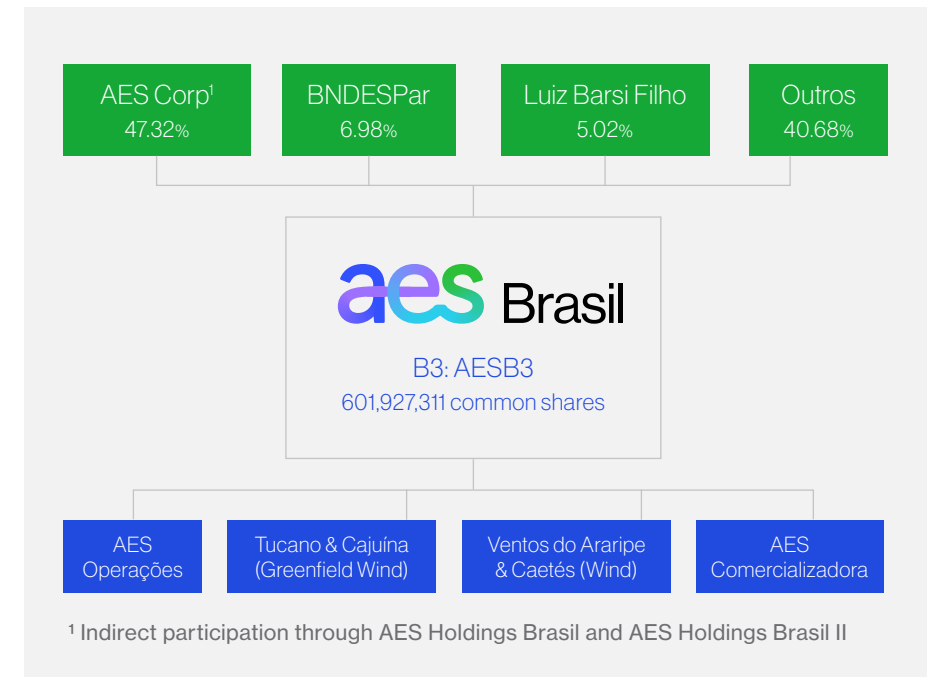 AES Corp¹
47.32%
BNDESPar
6.98%
Luiz Barsi Filho
5.02%
Outros
40.68%
aes Brasil
B3: AESB3
601,927,311 common shares
AES
Operações
Tucano & Cajuína
(Greenfield Wind)
Ventos do Araripe
& Caetés (Wind)
AES
Comercializadora
¹ Indirect participation through AES Holdings Brasil and AES Holdings Brasil II